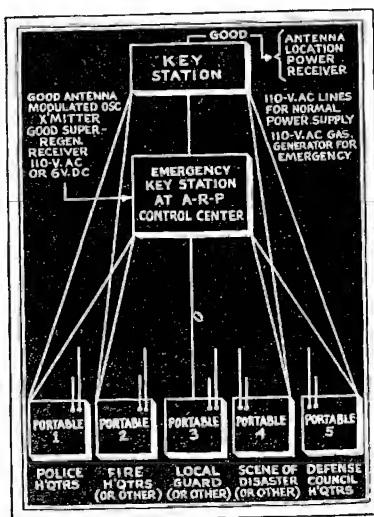 GOOD
ANTENNA
LOCATION
POWER
RECEIVER
KEY
STATION
GOOD ANTENNA
MODULATED OSC
X'MITTER
GOOD SUPER-
REGEN.
RECEIVER
110-V. AC
OR 6V. DC
110-V. AC LINES
FOR NORMAL
POWER SUPPLY
110-V. AC GAS.
GENERATOR FOR
EMERGENCY
EMERGENCY
KEY STATION
AT A-R-P
CONTROL CENTER
PORTABLE
1
PORTABLE
2
PORTABLE
3
PORTABLE
4
PORTABLE
5
POLICE
H'QTRS
FIRE
H'QTRS
(OR OTHER)
LOCAL
GUARD
(OR OTHER)
SCENE OF
DISASTER
(OR OTHER)
DEFENSE
COUNCIL
H'QTRS